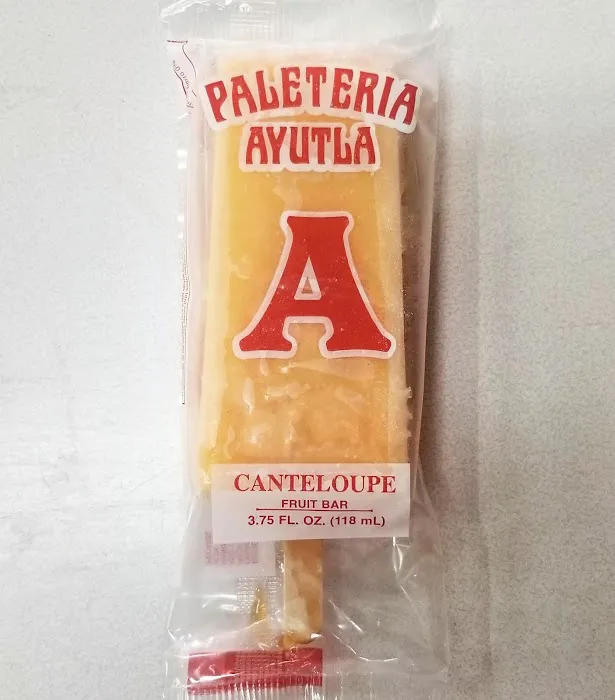 PALETERIA
AYUTLA
A
CANTELOUPE
FRUIT BAR
3.75 FL. OZ. (118 mL)